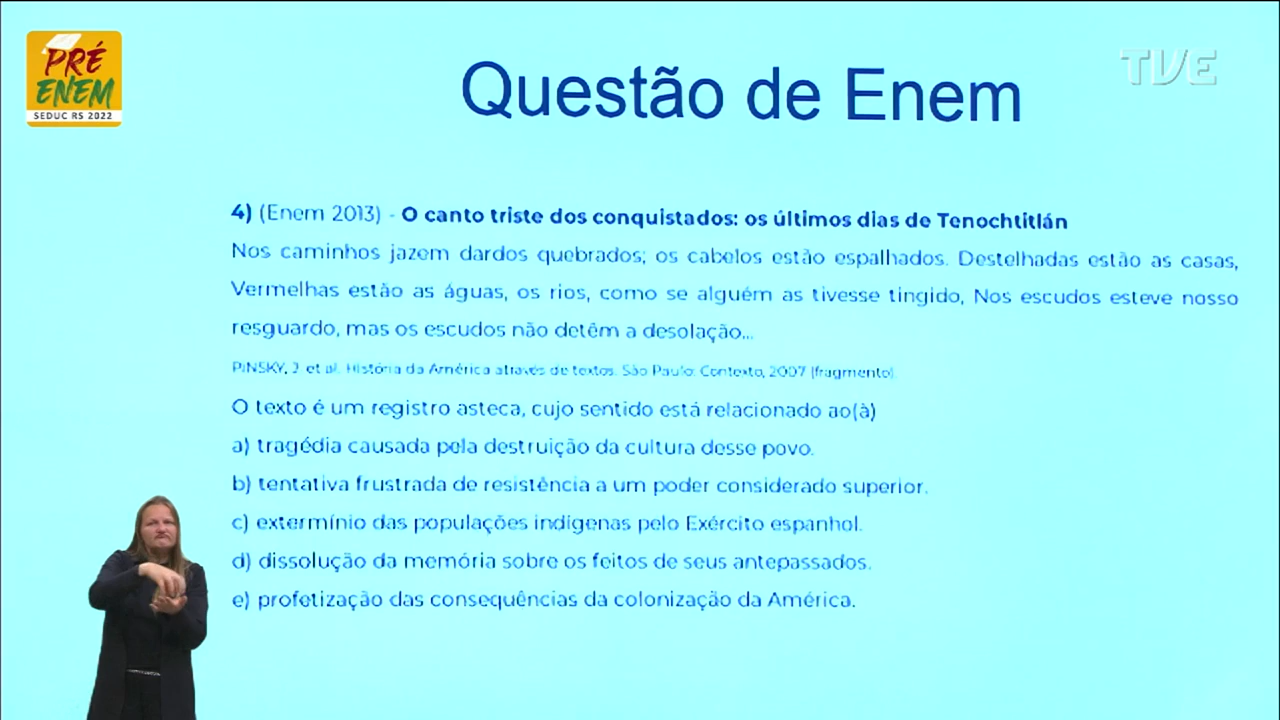 PRÉ
ENEM
SEDUC RS 2022
TVE
Questão de Enem
4) (Enem 2013) - O canto triste dos conquistados: os últimos dias de Tenochtitlán
Nos caminhos jazem dardos quebrados; os cabelos estão espalhados. Destelhadas estão as casas,
Vermelhas estão as águas, os rios, como se alguém as tivesse tingido, Nos escudos esteve nosso
resguardo, mas os escudos não detêm a desolação...
PINSKY, J. et al. História da América através de textos. São Paulo: Contexto, 2007 (fragmento).
O texto é um registro asteca, cujo sentido está relacionado ao(à)
a) tragédia causada pela destruição da cultura desse povo.
b) tentativa frustrada de resistência a um poder considerado superior.
c) extermínio das populações indígenas pelo Exército espanhol.
d) dissolução da memória sobre os feitos de seus antepassados.
e) profetização das consequências da colonização da América.